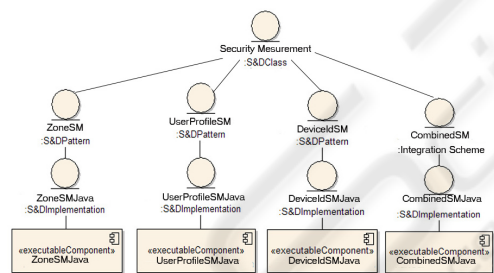 Security Mesurement
:S&DClass
ZoneSM
:S&DPattern
UserProfileSM
:S&DPattern
DeviceIdSM
:S&DPattern
CombinedSM
:Integration Scheme
ZoneSMJava
:S&DImplementation
UserProfileSMJava
:S&DImplementation
DeviceIdSMJava
:S&DImplementation
CombinedSMJava
:S&DImplementation
«executableComponent»
ZoneSMJava
«executableComponent»
UserProfileSMJava
«executableComponent»
DeviceIdSMJava
«executableComponent»
CombinedSMJava